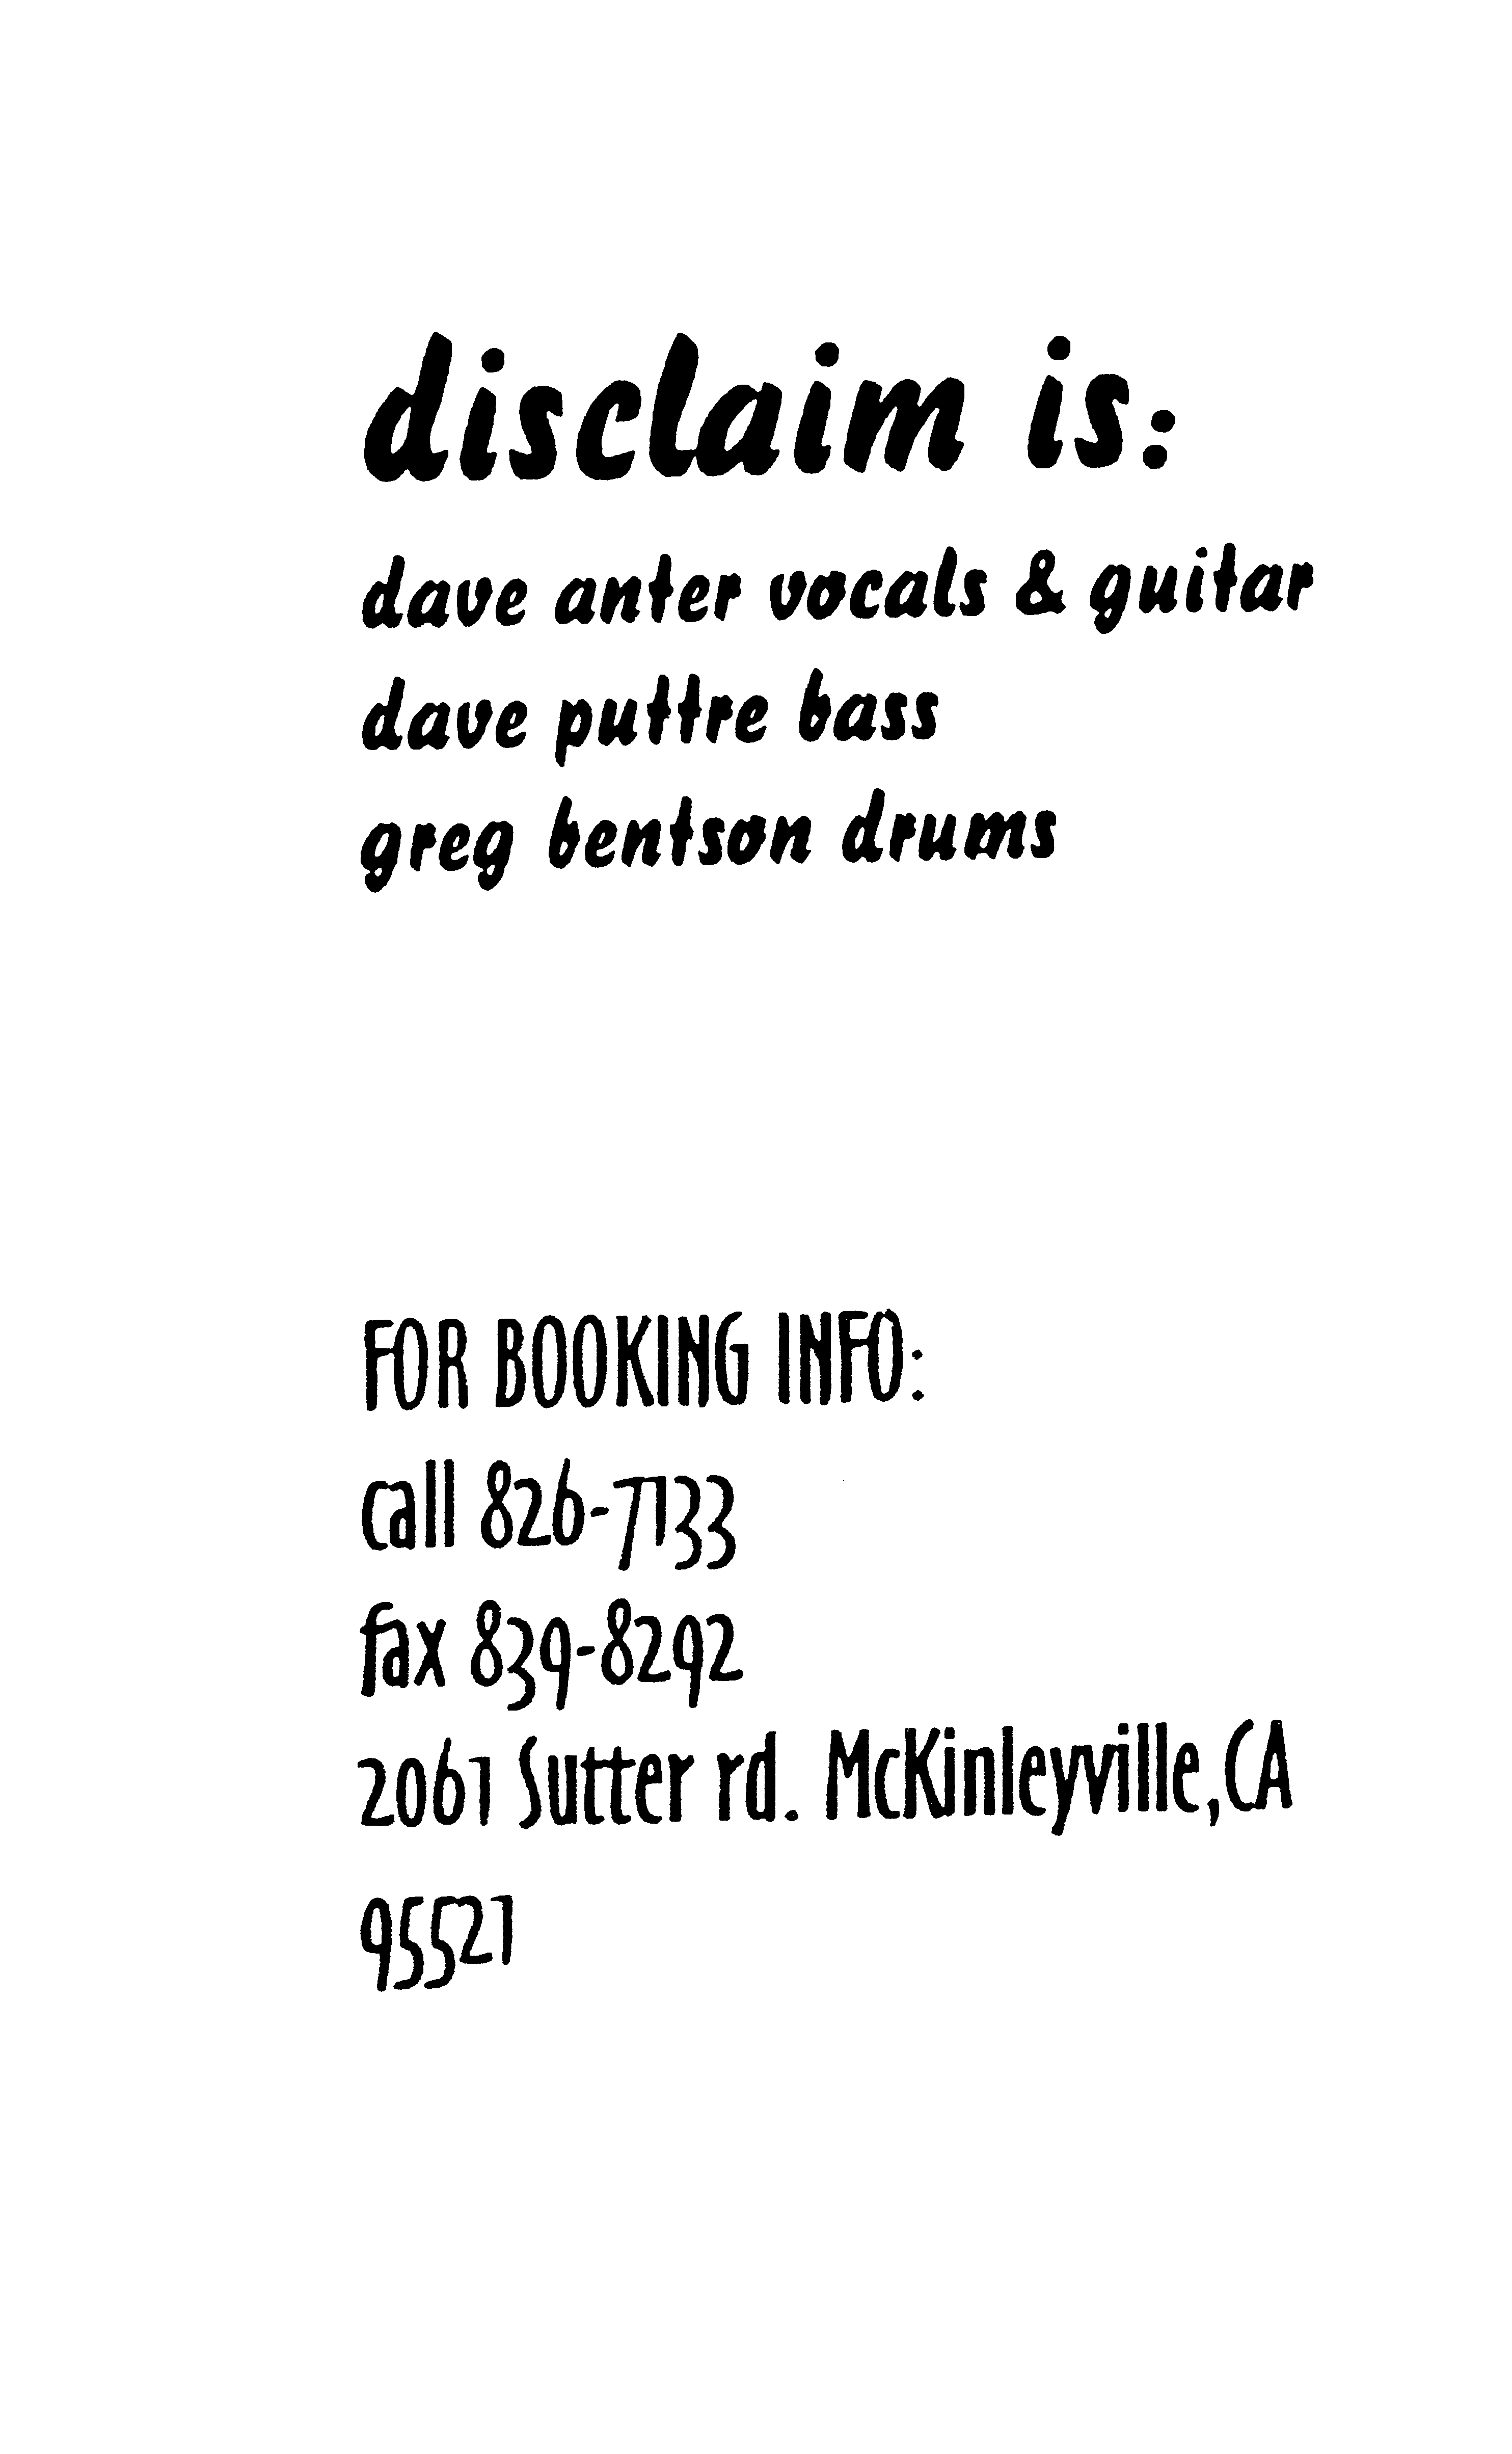 disclaim is:
dave anter vocals & guitar
dave puttre bass
greg bentson drums
FOR BOOKING INFO:
call 826-7133
fax 839-8292
2061 Sutter rd. McKinleyville,CA
95521